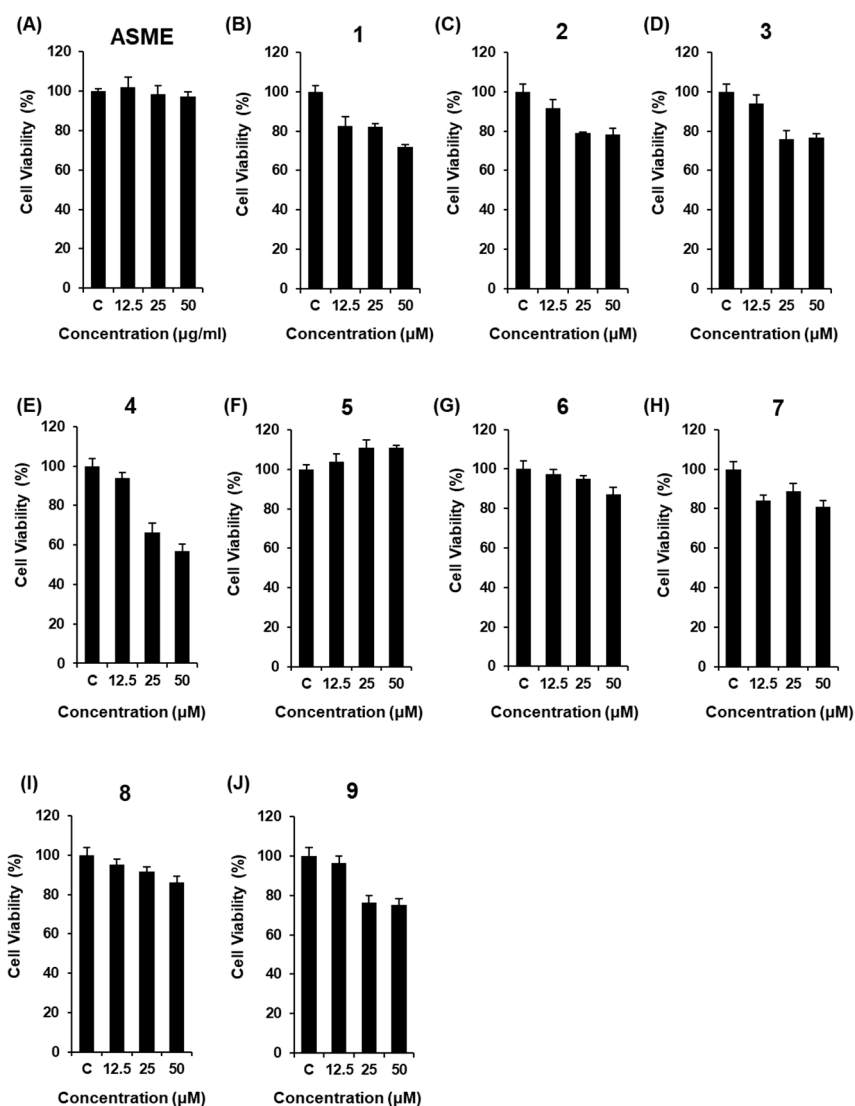 (A) ASME
Cell Viability (%)
120
100
80
60
40
20
0
C 12.5 25 50
Concentration (μg/ml)
(B) 1
Cell Viability (%)
120
100
80
60
40
20
0
C 12.5 25 50
Concentration (μM)
(C) 2
Cell Viability (%)
120
100
80
60
40
20
0
C 12.5 25 50
Concentration (μM)
(D) 3
Cell Viability (%)
120
100
80
60
40
20
0
C 12.5 25 50
Concentration (μM)
(E) 4
Cell Viability (%)
120
100
80
60
40
20
0
C 12.5 25 50
Concentration (μM)
(F) 5
Cell Viability (%)
120
100
80
60
40
20
0
C 12.5 25 50
Concentration (μM)
(G) 6
Cell Viability (%)
120
100
80
60
40
20
0
C 12.5 25 50
Concentration (μM)
(H) 7
Cell Viability (%)
120
100
80
60
40
20
0
C 12.5 25 50
Concentration (μM)
(I) 8
Cell Viability (%)
120
100
80
60
40
20
0
C 12.5 25 50
Concentration (μM)
(J) 9
Cell Viability (%)
120
100
80
60
40
20
0
C 12.5 25 50
Concentration (μM)